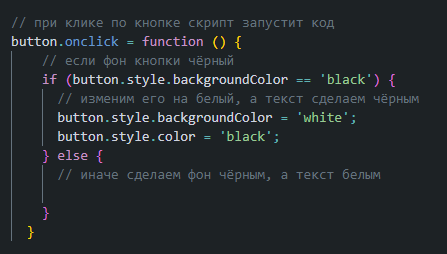 // при клике по кнопке скрипт запустит код
button.onclick = function () {
// если фон кнопки чёрный
if (button.style.backgroundColor == 'black') {
// изменим его на белый, а текст сделаем чёрным
button.style.backgroundColor = 'white';
button.style.color = 'black';
} else {
// иначе сделаем фон чёрным, а текст белым
}
}